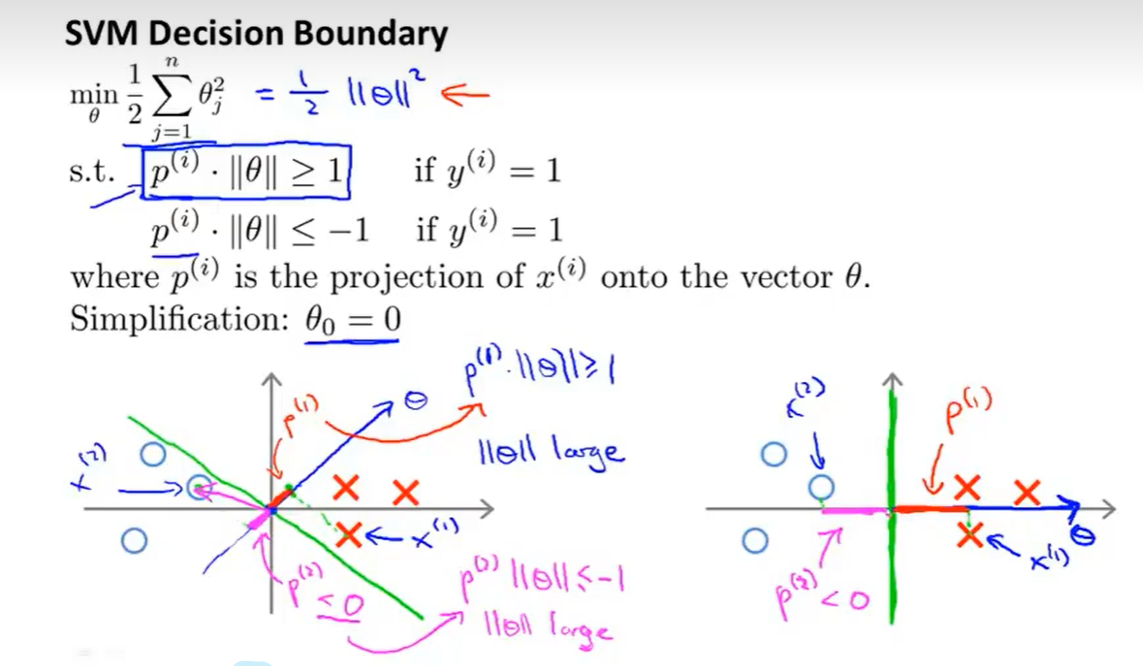 SVM Decision Boundary
min_θ 1/2 Σ_{j=1}^{n} θ_j^2 = 1/2 ||θ||^2 ←
s.t. p^(i) · ‖θ‖ ≥ 1 if y^(i) = 1
p^(i) · ‖θ‖ ≤ −1 if y^(i) = 1
where p^(i) is the projection of x^(i) onto the vector θ.
Simplification: θ_0 = 0
p^(1) · ||θ|| ≥ 1
θ
p^(1)
||θ|| large
x^(2)
x^(1)
p^(2) < 0
p^(2) ||θ|| ≤ -1
||θ|| large
x^(2)
p^(1)
θ
x^(1)
p^(2) < 0